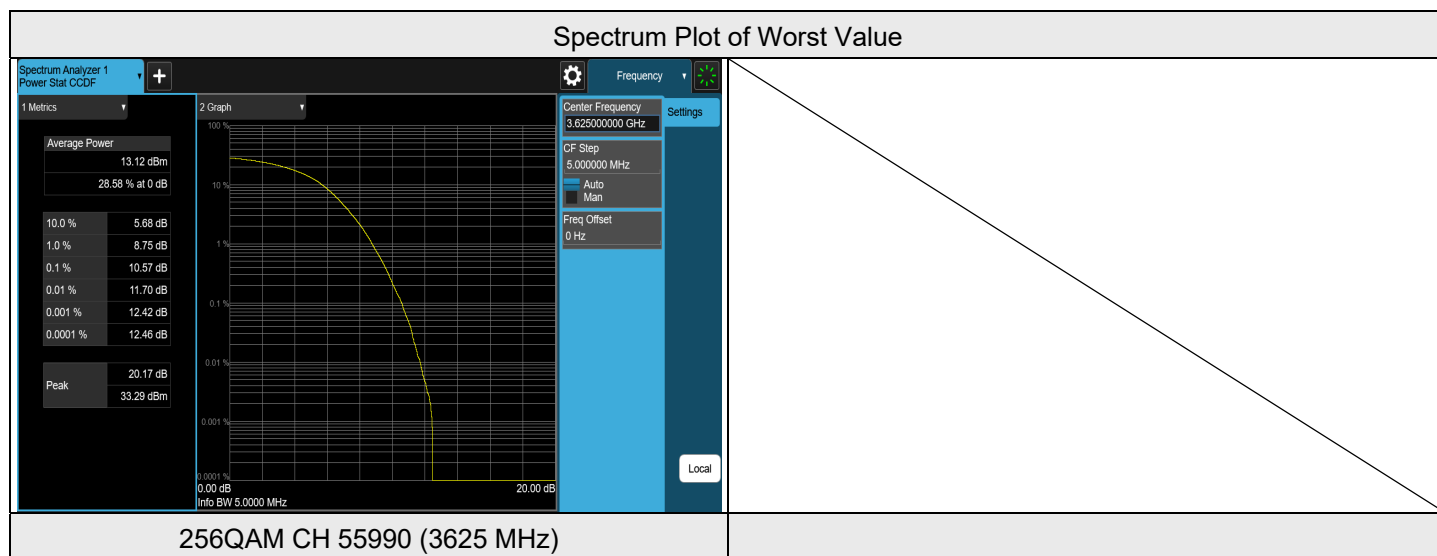 Spectrum Plot of Worst Value
Spectrum Analyzer 1
Power Stat CCDF
+
Frequency
1 Metrics
2 Graph
Average Power
13.12 dBm
28.58 % at 0 dB
10.0 % 5.68 dB
1.0 % 8.75 dB
0.1 % 10.57 dB
0.01 % 11.70 dB
0.001 % 12.42 dB
0.0001 % 12.46 dB
Peak
20.17 dB
33.29 dBm
100 %
10 %
1 %
0.1 %
0.01 %
0.001 %
0.0001 %
0.00 dB 20.00 dB
Info BW 5.0000 MHz
Center Frequency
3.625000000 GHz
CF Step
5.000000 MHz
Auto
Man
Freq Offset
0 Hz
Settings
Local
256QAM CH 55990 (3625 MHz)